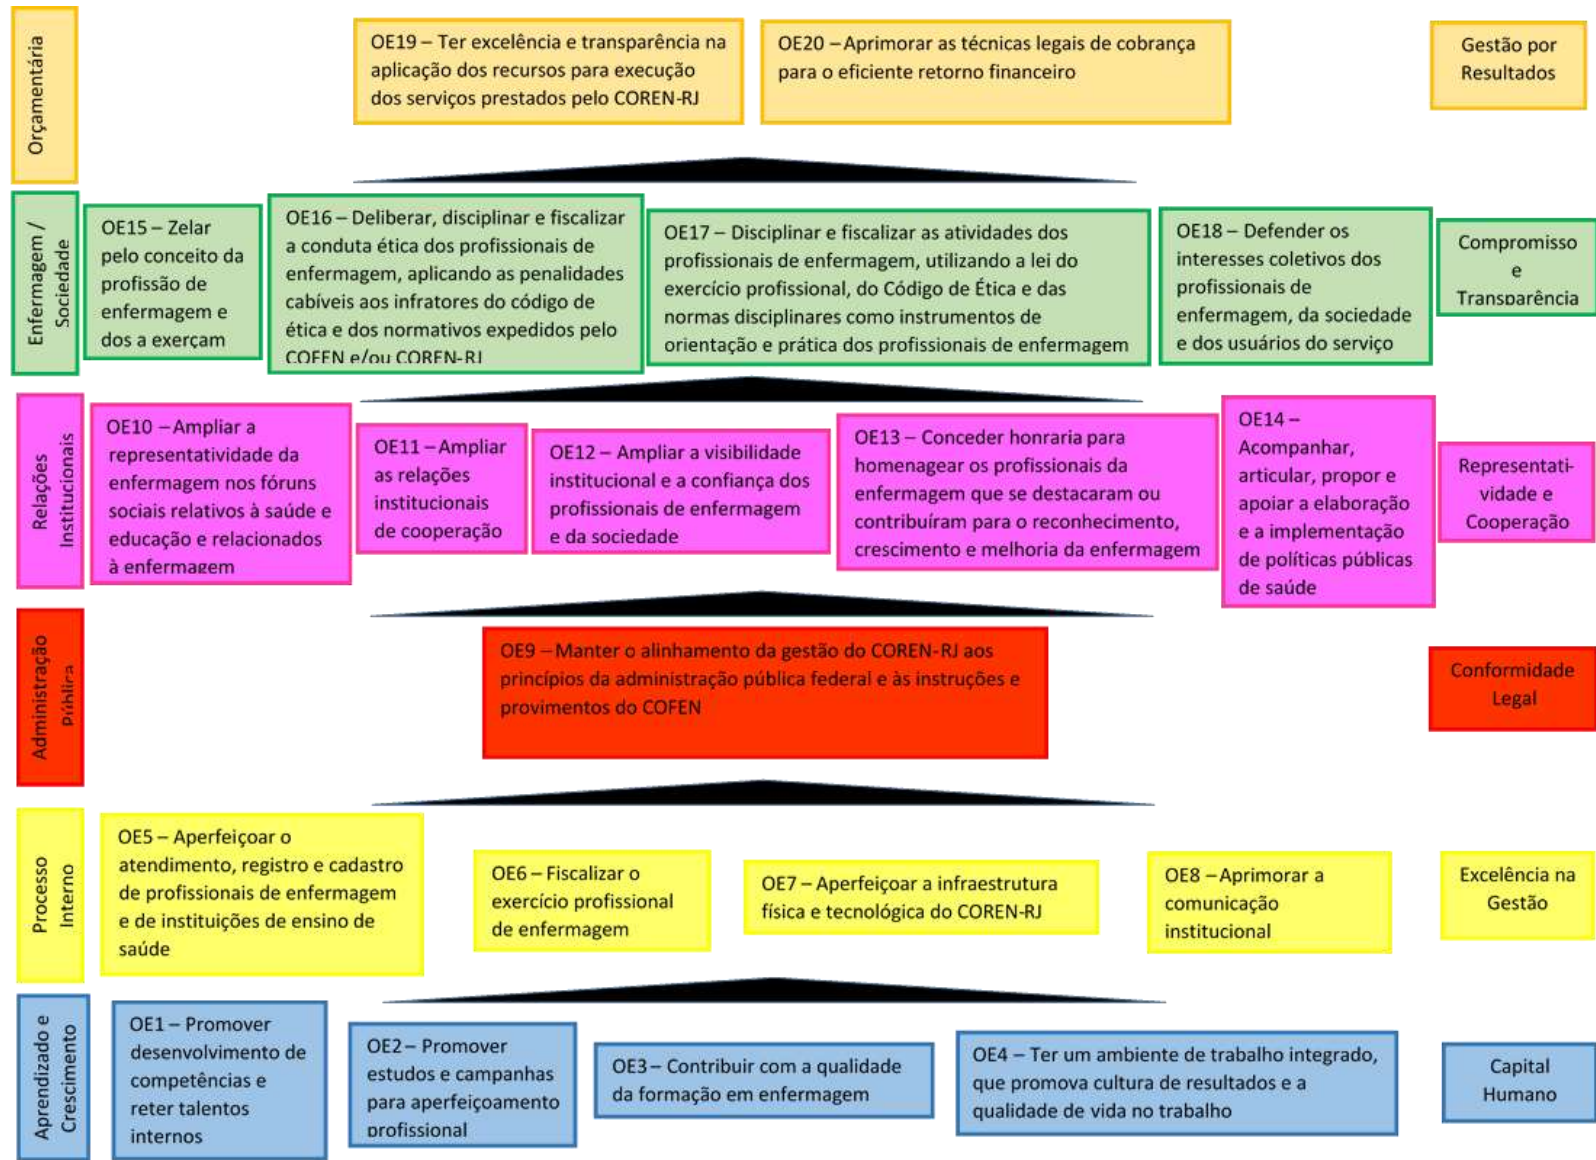 Orçamentária
OE19 – Ter excelência e transparência na
aplicação dos recursos para execução
dos serviços prestados pelo COREN-RJ
OE20 – Aprimorar as técnicas legais de cobrança
para o eficiente retorno financeiro
Gestão por
Resultados
Enfermagem /
Sociedade
OE15 – Zelar
pelo conceito da
profissão de
enfermagem e
dos a exerçam
OE16 – Deliberar, disciplinar e fiscalizar
a conduta ética dos profissionais de
enfermagem, aplicando as penalidades
cabíveis aos infratores do código de
ética e dos normativos expedidos pelo
COFEN e/ou COREN-RJ
OE17 – Disciplinar e fiscalizar as atividades dos
profissionais de enfermagem, utilizando a lei do
exercício profissional, do Código de Ética e das
normas disciplinares como instrumentos de
orientação e prática dos profissionais de enfermagem
OE18 – Defender os
interesses coletivos dos
profissionais de
enfermagem, da sociedade
e dos usuários do serviço
Compromisso
e
Transparência
Relações
Institucionais
OE10 – Ampliar a
representatividade da
enfermagem nos fóruns
sociais relativos à saúde e
educação e relacionados
à enfermagem
OE11 – Ampliar
as relações
institucionais
de cooperação
OE12 – Ampliar a visibilidade
institucional e a confiança dos
profissionais de enfermagem
e da sociedade
OE13 – Conceder honraria para
homenagear os profissionais da
enfermagem que se destacaram ou
contribuíram para o reconhecimento,
crescimento e melhoria da enfermagem
OE14 –
Acompanhar,
articular, propor e
apoiar a elaboração
e a implementação
de políticas públicas
de saúde
Representati-
vidade e
Cooperação
Administração
Pública
OE9 – Manter o alinhamento da gestão do COREN-RJ aos
princípios da administração pública federal e às instruções e
provimentos do COFEN
Conformidade
Legal
Processo
Interno
OE5 – Aperfeiçoar o
atendimento, registro e cadastro
de profissionais de enfermagem
e de instituições de ensino de
saúde
OE6 – Fiscalizar o
exercício profissional
de enfermagem
OE7 – Aperfeiçoar a infraestrutura
física e tecnológica do COREN-RJ
OE8 – Aprimorar a
comunicação
institucional
Excelência na
Gestão
Aprendizado e
Crescimento
OE1 – Promover
desenvolvimento de
competências e
reter talentos
internos
OE2 – Promover
estudos e campanhas
para aperfeiçoamento
profissional
OE3 – Contribuir com a qualidade
da formação em enfermagem
OE4 – Ter um ambiente de trabalho integrado,
que promova cultura de resultados e a
qualidade de vida no trabalho
Capital
Humano